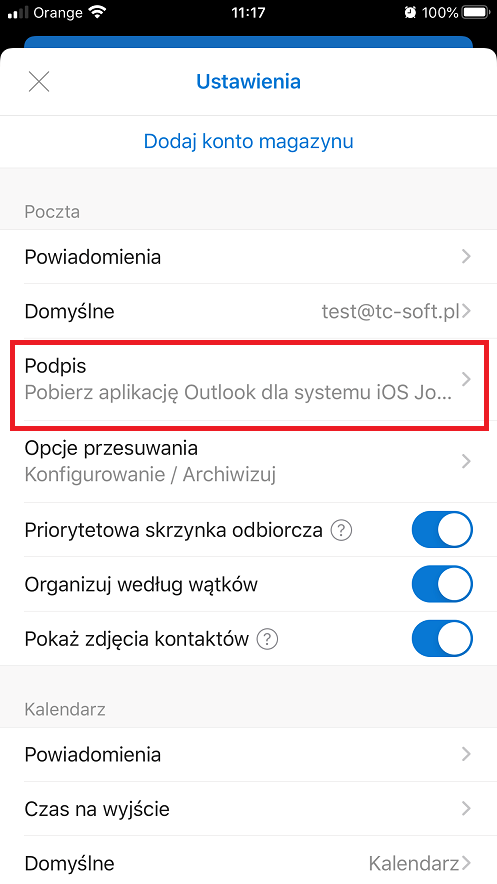 Orange 11:17 100%
Ustawienia
Dodaj konto magazynu
Poczta
Powiadomienia
Domyślne test@tc-soft.pl
Podpis
Pobierz aplikację Outlook dla systemu iOS Jo...
Opcje przesuwania
Konfigurowanie / Archiwizuj
Priorytetowa skrzynka odbiorcza ?
Organizuj według wątków
Pokaż zdjęcia kontaktów ?
Kalendarz
Powiadomienia
Czas na wyjście
Domyślne Kalendarz